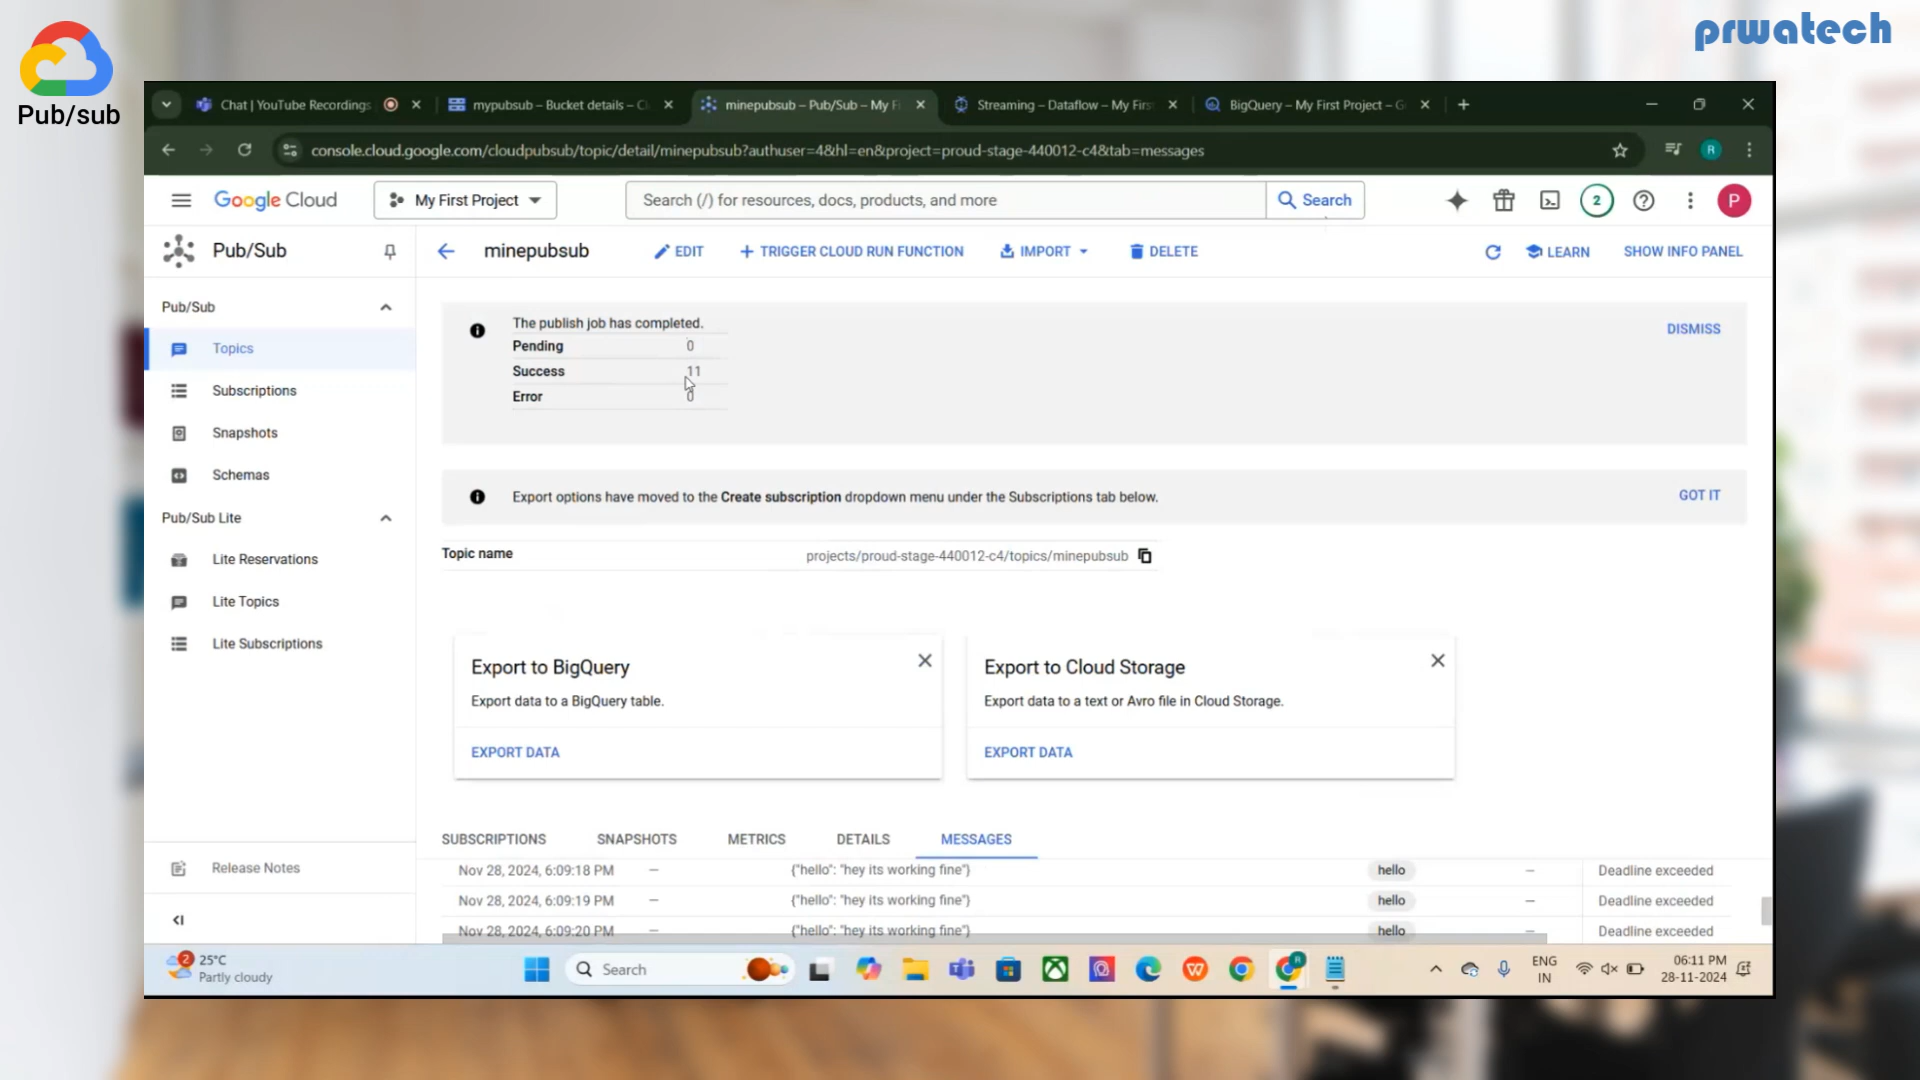 prwatech
Pub/sub
Chat | YouTube Recordings
mypubsub – Bucket details – Cl
minepubsub – Pub/Sub – My Fi
Streaming – Dataflow – My Firs
BigQuery – My First Project – G
console.cloud.google.com/cloudpubsub/topic/detail/minepubsub?authuser=4&hl=en&project=proud-stage-440012-c4&tab=messages
R
Google Cloud
My First Project
Search (/) for resources, docs, products, and more
Search
2
P
Pub/Sub
minepubsub
EDIT
TRIGGER CLOUD RUN FUNCTION
IMPORT
DELETE
LEARN
SHOW INFO PANEL
Pub/Sub
Topics
Subscriptions
Snapshots
Schemas
Pub/Sub Lite
Lite Reservations
Lite Topics
Lite Subscriptions
Release Notes
The publish job has completed.
DISMISS
Pending 0
Success 11
Error 0
Export options have moved to the Create subscription dropdown menu under the Subscriptions tab below.
GOT IT
Topic name projects/proud-stage-440012-c4/topics/minepubsub
Export to BigQuery
Export data to a BigQuery table.
EXPORT DATA
Export to Cloud Storage
Export data to a text or Avro file in Cloud Storage.
EXPORT DATA
SUBSCRIPTIONS SNAPSHOTS METRICS DETAILS MESSAGES
Nov 28, 2024, 6:09:18 PM — {"hello": "hey its working fine"} hello — Deadline exceeded
Nov 28, 2024, 6:09:19 PM — {"hello": "hey its working fine"} hello — Deadline exceeded
Nov 28, 2024, 6:09:20 PM — {"hello": "hey its working fine"} hello — Deadline exceeded
2
25°C
Partly cloudy
Search
R
ENG
IN
06:11 PM
28-11-2024